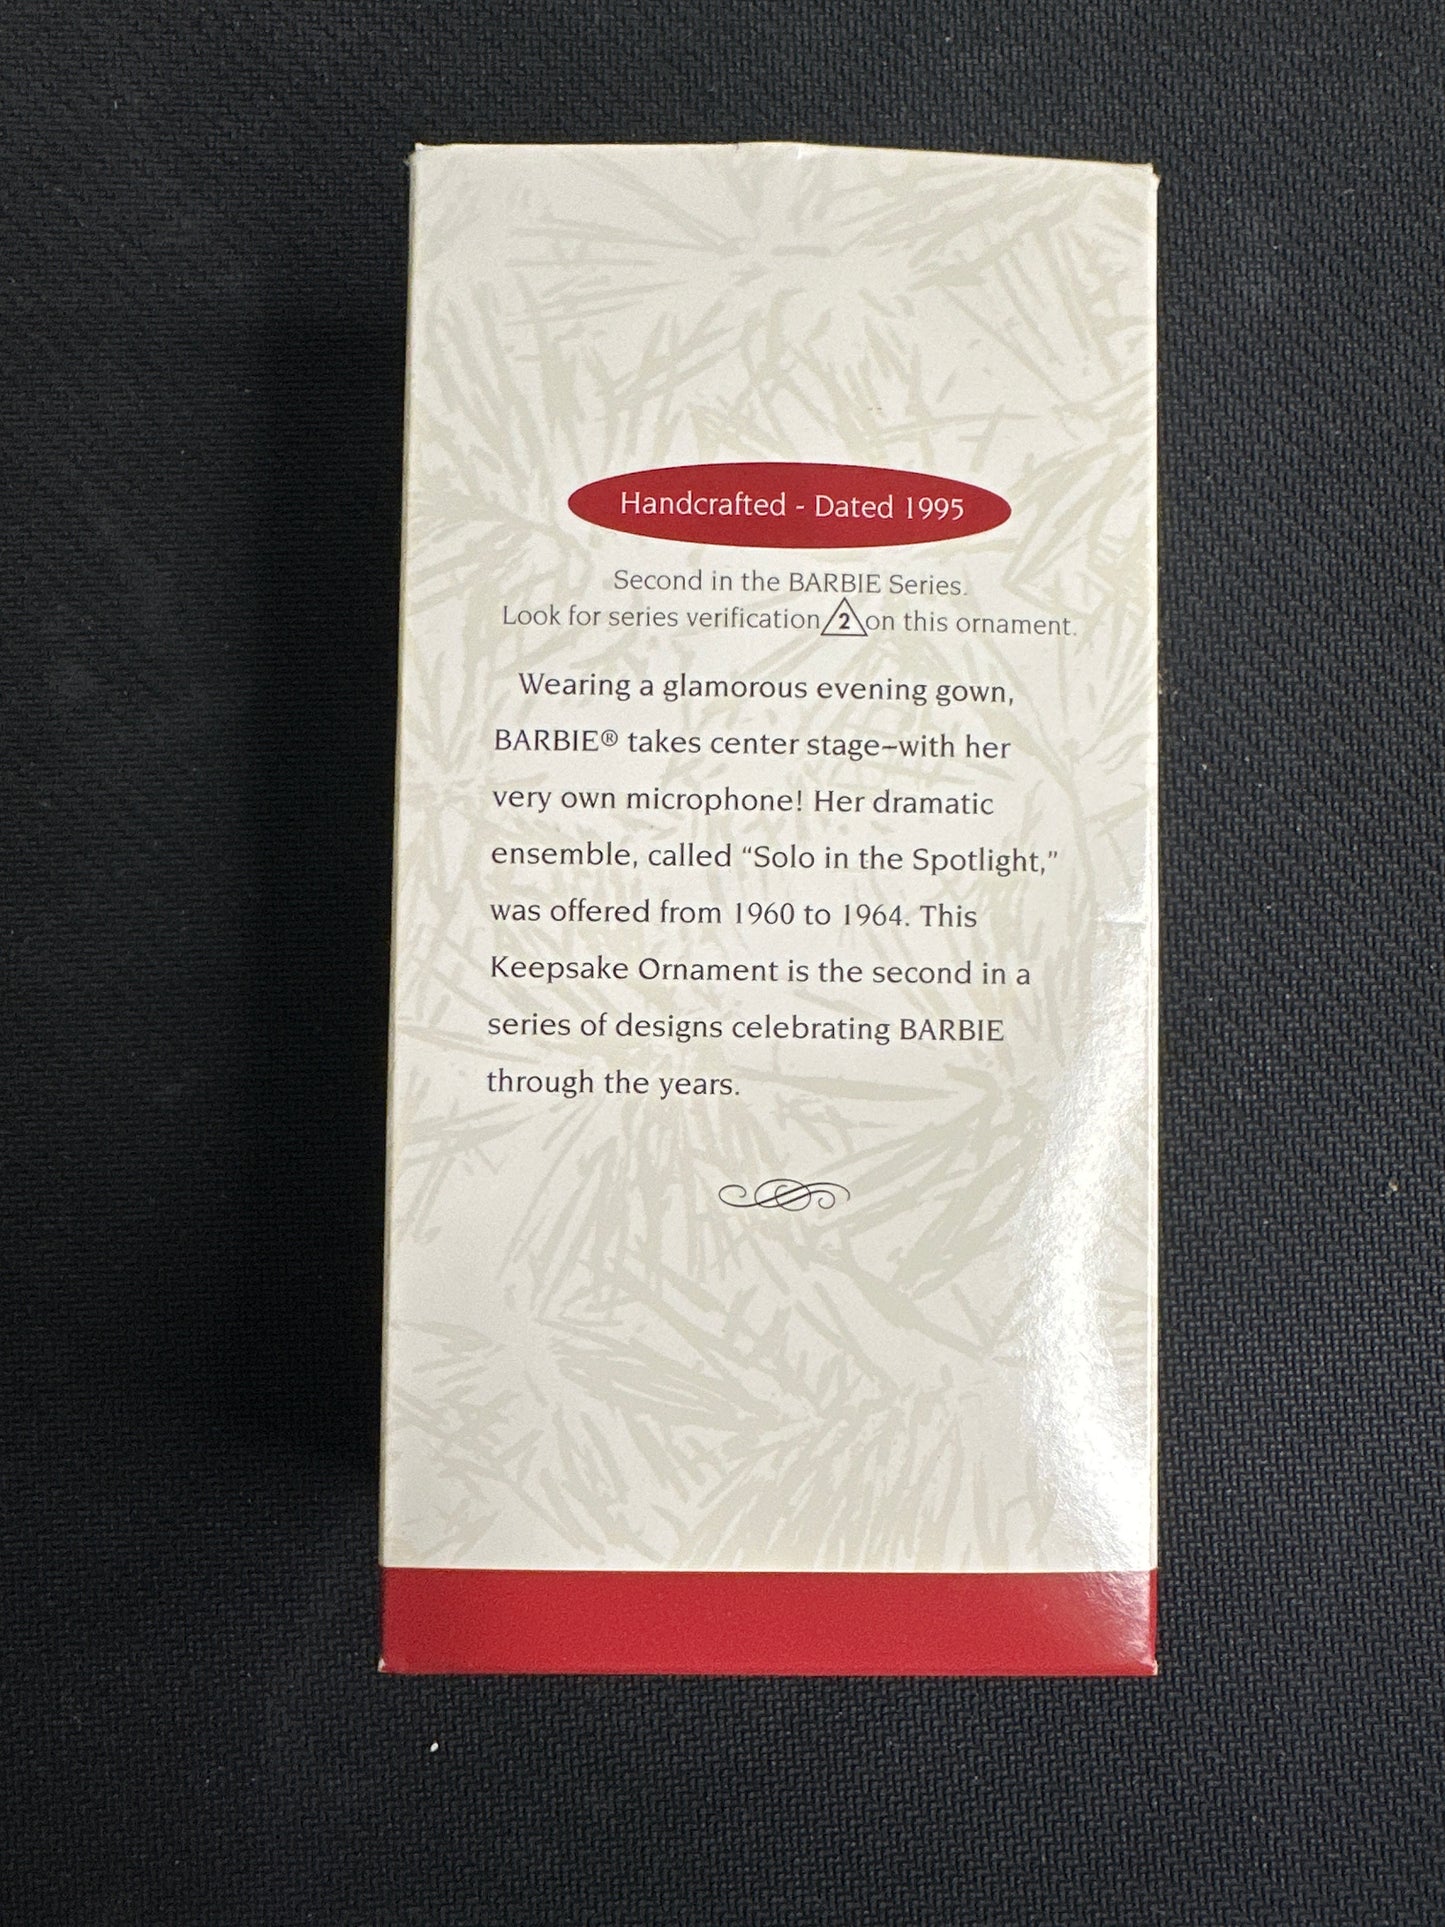 Handcrafted - Dated 1995
Second in the BARBIE Series.
Look for series verification 2 on this ornament.
Wearing a glamorous evening gown,
BARBIE® takes center stage–with her
very own microphone! Her dramatic
ensemble, called “Solo in the Spotlight,”
was offered from 1960 to 1964. This
Keepsake Ornament is the second in a
series of designs celebrating BARBIE
through the years.